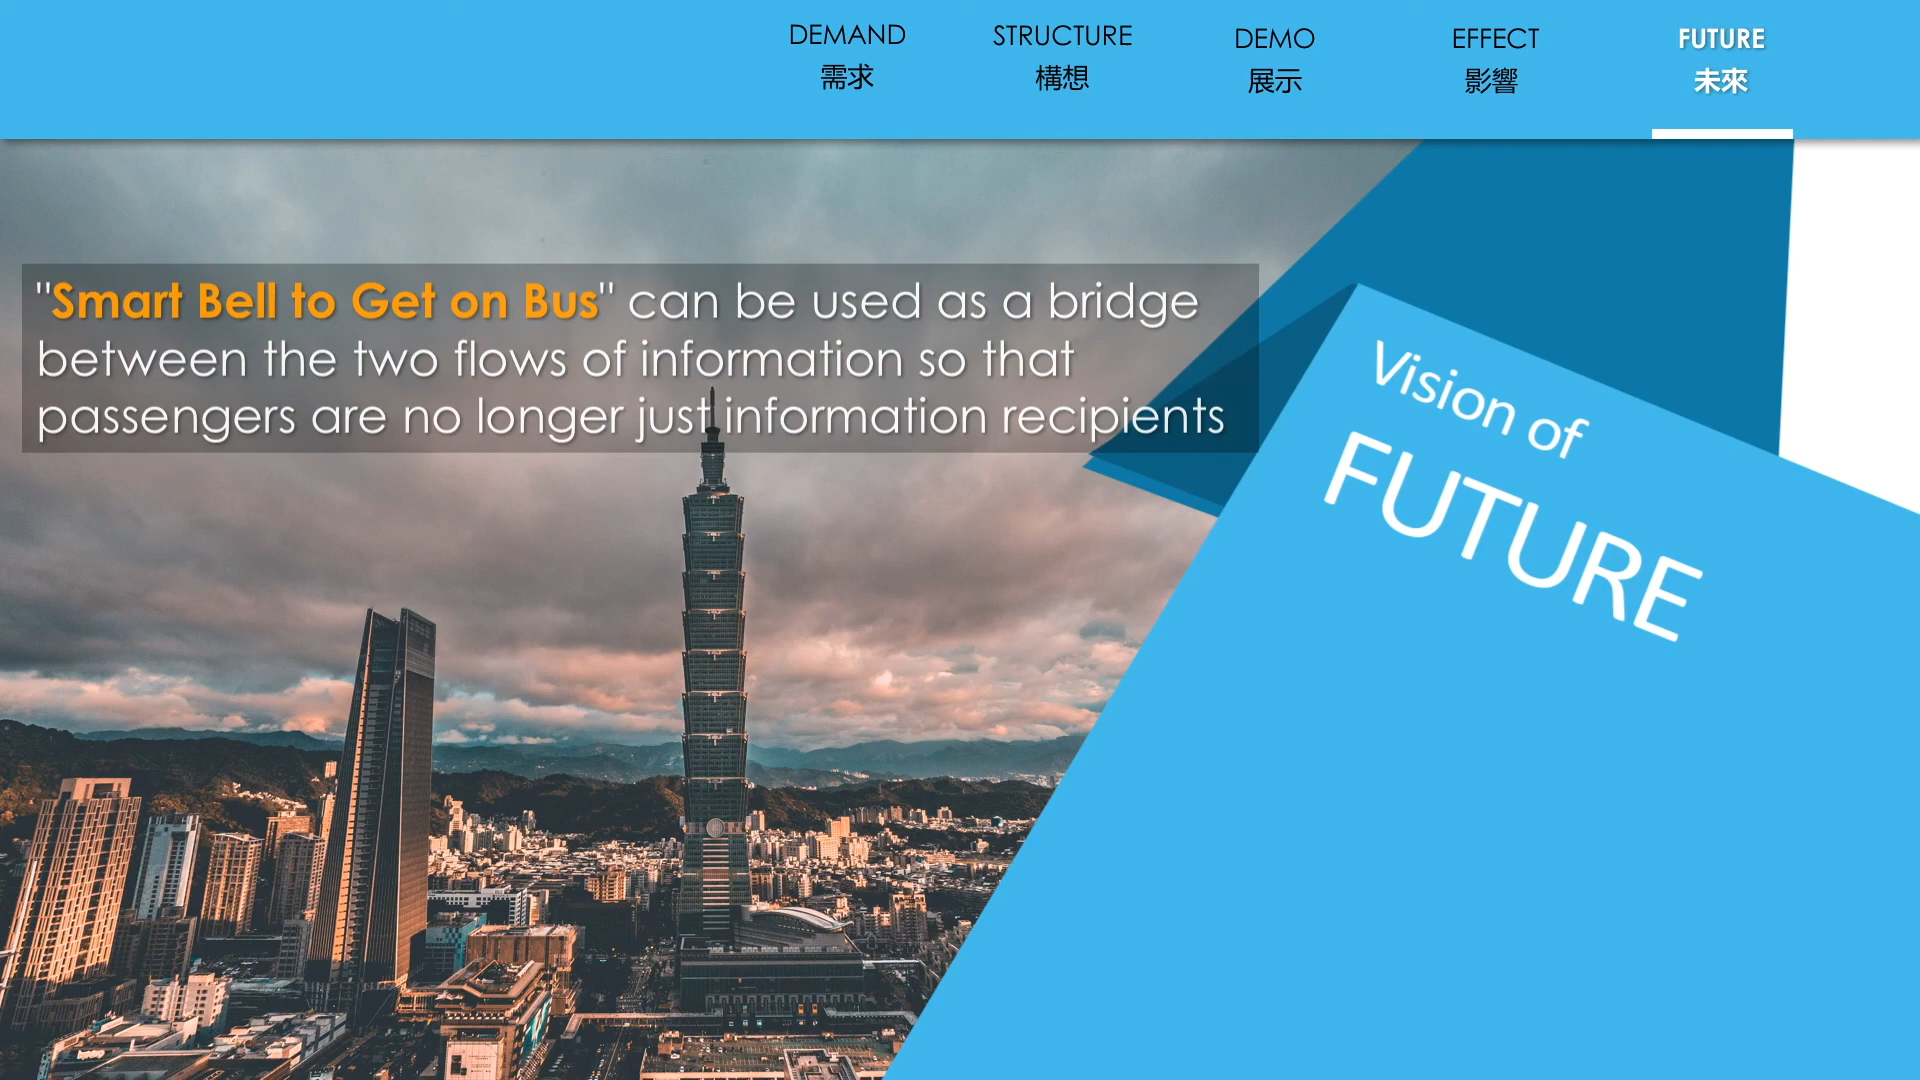 DEMAND
需求
STRUCTURE
構想
DEMO
展示
EFFECT
影響
FUTURE
未來
"Smart Bell to Get on Bus" can be used as a bridge
between the two flows of information so that
passengers are no longer just information recipients
Vision of
FUTURE